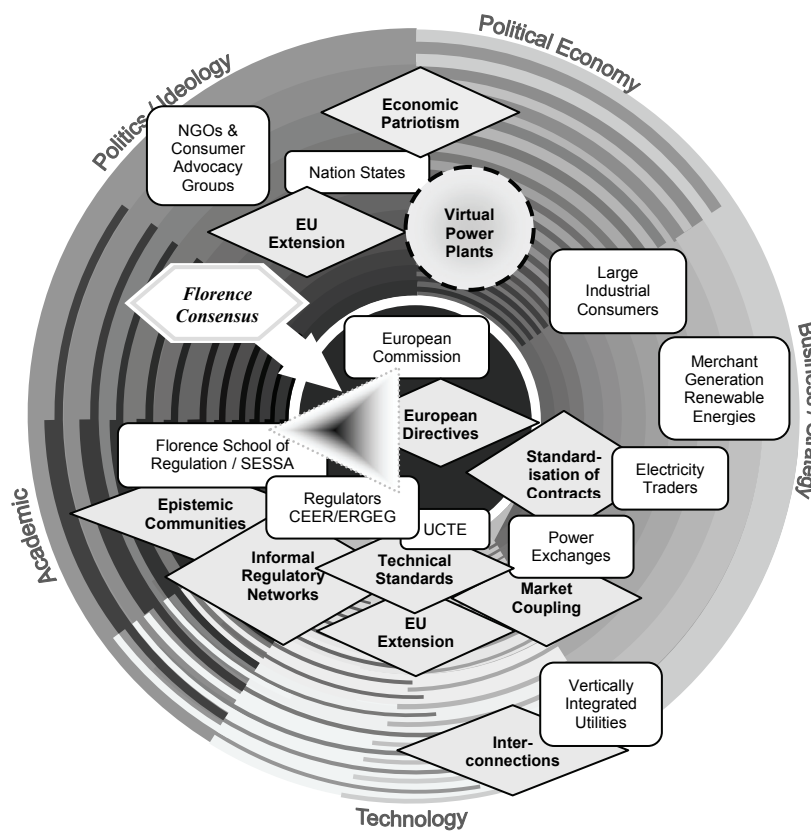 Political Economy
Politics / Ideology
Economic
Patriotism
NGOs &
Consumer
Advocacy
Groups
Nation States
EU
Extension
Virtual
Power
Plants
Florence
Consensus
Large
Industrial
Consumers
European
Commission
Merchant
Generation
Renewable
Energies
Business / Strategy
European
Directives
Florence School of
Regulation / SESSA
Standard-
isation of
Contracts
Electricity
Traders
Epistemic
Communities
Regulators
CEER/ERGEG
UCTE
Power
Exchanges
Academic
Informal
Regulatory
Networks
Technical
Standards
Market
Coupling
EU
Extension
Vertically
Integrated
Utilities
Inter-
connections
Technology